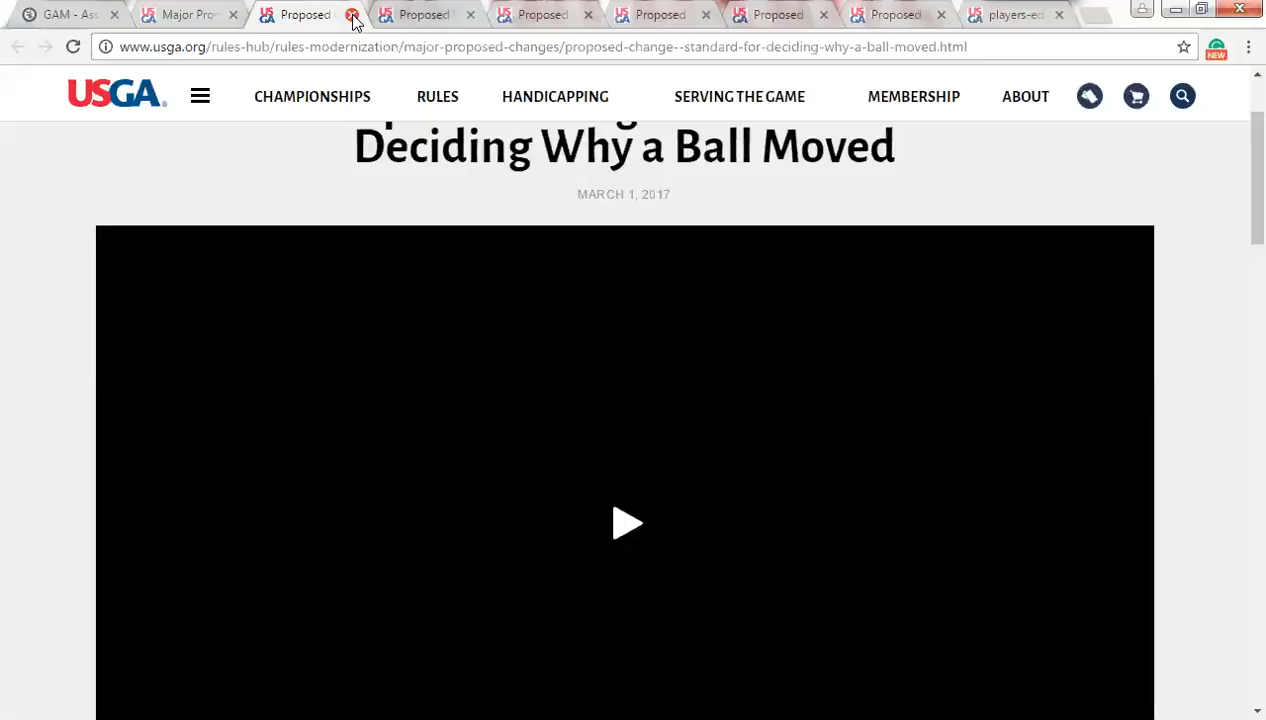 GAM - Ass
Major Pro
Proposed
Proposed
Proposed
Proposed
Proposed
Proposed
players-ed
www.usga.org/rules-hub/rules-modernization/major-proposed-changes/proposed-change--standard-for-deciding-why-a-ball-moved.html
NEW
USGA
CHAMPIONSHIPS
RULES
HANDICAPPING
SERVING THE GAME
MEMBERSHIP
ABOUT
Deciding Why a Ball Moved
MARCH 1, 2017